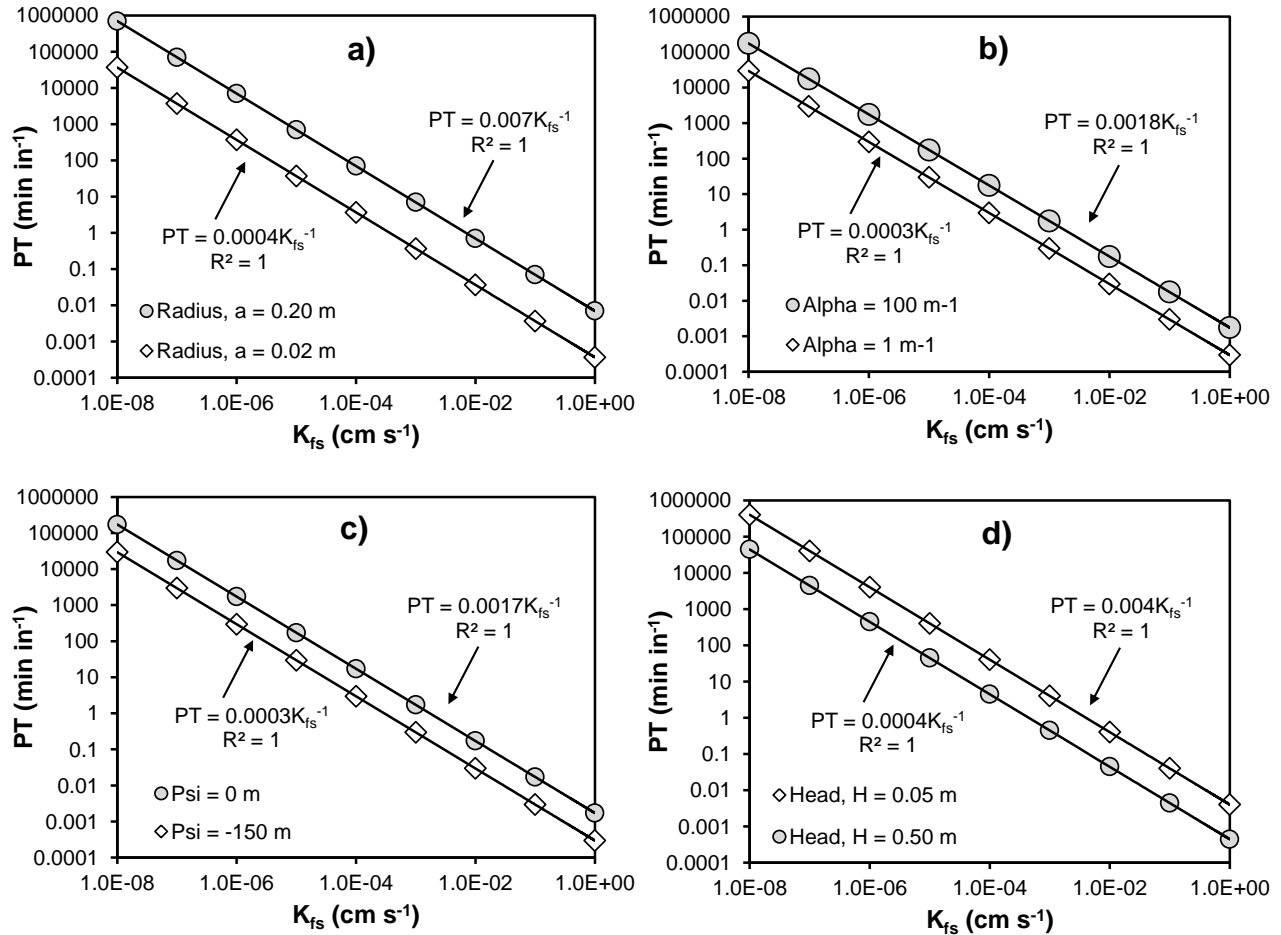 a)
PT (min in⁻¹)
1000000
100000
10000
1000
100
10
1
0.1
0.01
0.001
0.0001
PT = 0.007Kfs⁻¹
R² = 1
PT = 0.0004Kfs⁻¹
R² = 1
Radius, a = 0.20 m
Radius, a = 0.02 m
1.0E-08 1.0E-06 1.0E-04 1.0E-02 1.0E+00
Kfs (cm s⁻¹)
b)
PT (min in⁻¹)
1000000
100000
10000
1000
100
10
1
0.1
0.01
0.001
0.0001
PT = 0.0018Kfs⁻¹
R² = 1
PT = 0.0003Kfs⁻¹
R² = 1
Alpha = 100 m-1
Alpha = 1 m-1
1.0E-08 1.0E-06 1.0E-04 1.0E-02 1.0E+00
Kfs (cm s⁻¹)
c)
PT (min in⁻¹)
1000000
100000
10000
1000
100
10
1
0.1
0.01
0.001
0.0001
PT = 0.0017Kfs⁻¹
R² = 1
PT = 0.0003Kfs⁻¹
R² = 1
Psi = 0 m
Psi = -150 m
1.0E-08 1.0E-06 1.0E-04 1.0E-02 1.0E+00
Kfs (cm s⁻¹)
d)
PT (min in⁻¹)
1000000
100000
10000
1000
100
10
1
0.1
0.01
0.001
0.0001
PT = 0.004Kfs⁻¹
R² = 1
PT = 0.0004Kfs⁻¹
R² = 1
Head, H = 0.05 m
Head, H = 0.50 m
1.0E-08 1.0E-06 1.0E-04 1.0E-02 1.0E+00
Kfs (cm s⁻¹)